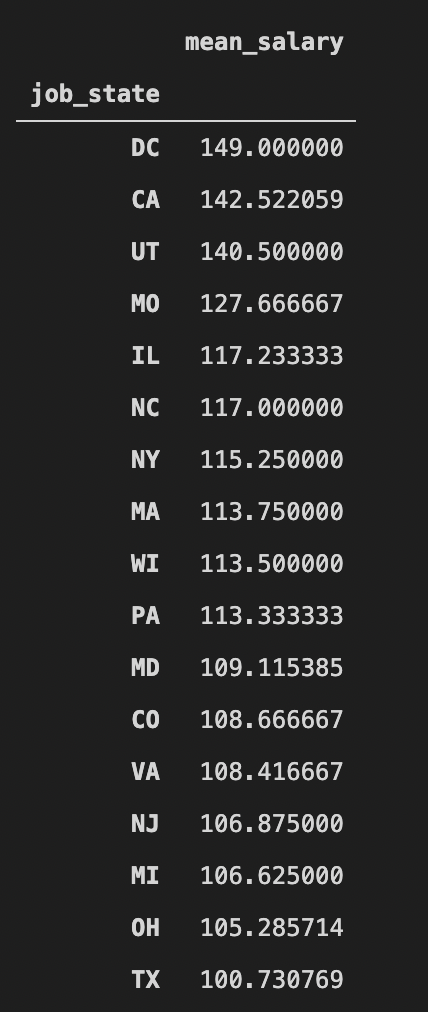 mean_salary
job_state
DC 149.000000
CA 142.522059
UT 140.500000
MO 127.666667
IL 117.233333
NC 117.000000
NY 115.250000
MA 113.750000
WI 113.500000
PA 113.333333
MD 109.115385
CO 108.666667
VA 108.416667
NJ 106.875000
MI 106.625000
OH 105.285714
TX 100.730769